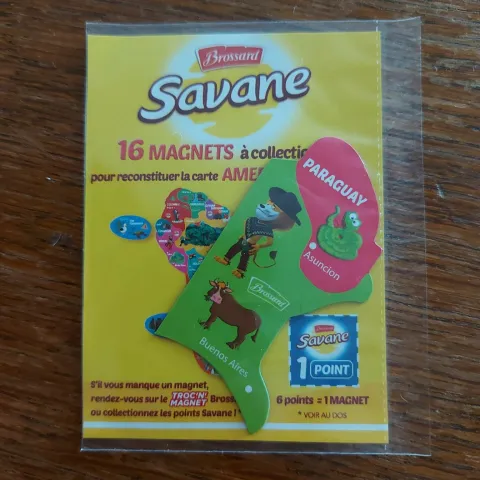 Brossard
Savane
16 MAGNETS à collectio
pour reconstituer la carte AME
PARAGUAY
Asuncion
Brossard
Buenos Aires
Brossard
Savane
1 POINT
S'il vous manque un magnet,
rendez-vous sur le TROC'N' MAGNET Bross
ou collectionnez les points Savane ! *
6 points = 1 MAGNET
* VOIR AU DOS